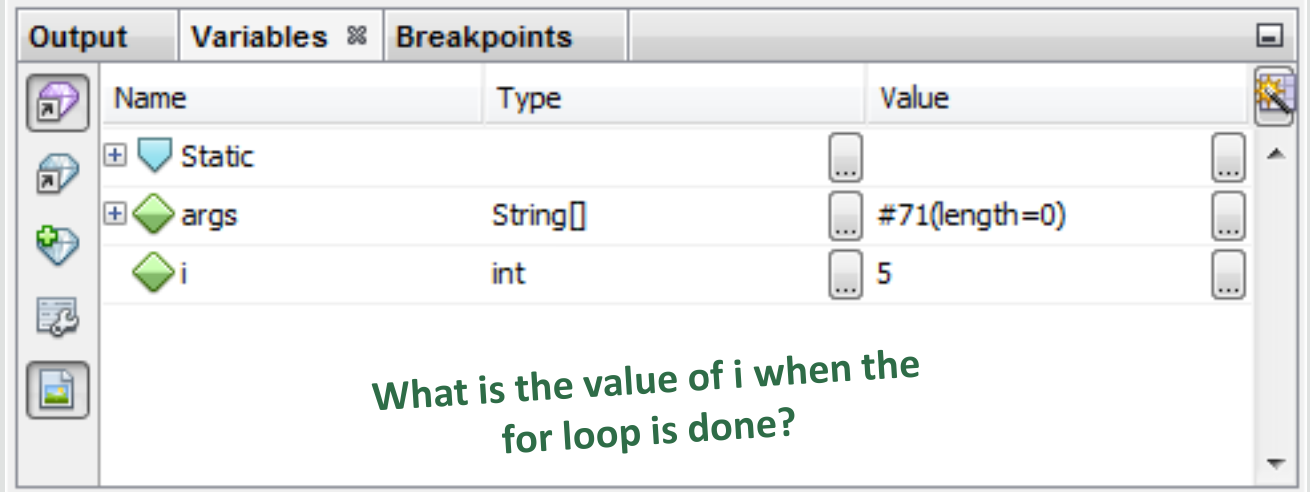 Output Variables Breakpoints
Name Type Value
Static
args String[] #71(length=0)
i int 5
What is the value of i when the
for loop is done?